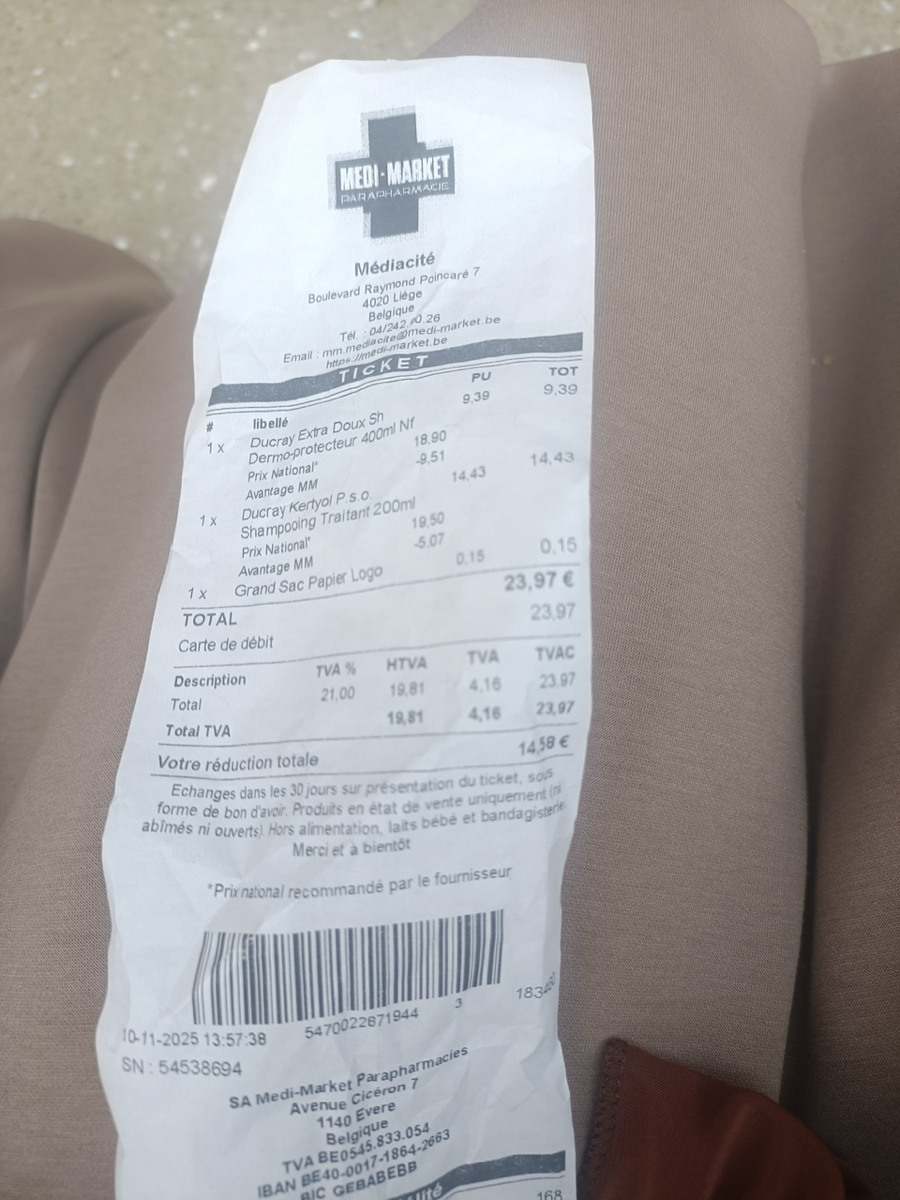 MEDI-MARKET
PARAPHARMACIE
Médiacité
Boulevard Raymond Poincaré 7
4020 Liège
Belgique
Tél. : 04/242. 0.26
Email : mm.mediacite@medi-market.be
https://medi-market.be
TICKET
# libellé PU TOT
1 x Ducray Extra Doux Sh 9,39 9,39
Dermo-protecteur 400ml Nf
Prix National* 18,90
Avantage MM -9,51
1 x Ducray Kertyol P.s.o 14,43 14,43
Shampooing Traitant 200ml
Prix National* 19,50
Avantage MM -5,07
1 x Grand Sac Papier Logo 0,15 0,15
TOTAL 23,97 €
Carte de débit 23,97
Description TVA % HTVA TVA TVAC
Total 21,00 19,81 4,16 23,97
Total TVA 19,81 4,16 23,97
Votre réduction totale 14,58 €
Echanges dans les 30 jours sur présentation du ticket, sous
forme de bon d'avoir. Produits en état de vente uniquement (ni
abîmés ni ouverts). Hors alimentation, laits bébé et bandagisterie
Merci et à bientôt
*Prix national recommandé par le fournisseur
10-11-2025 13:57:38 5470022871944 3
SN : 54538694
SA Medi-Market Parapharmacies
Avenue Cicéron 7
1140 Evere
Belgique
TVA BE0545.833.054
IBAN BE40-0017-1864-2663
BIC GEBABEBB
168